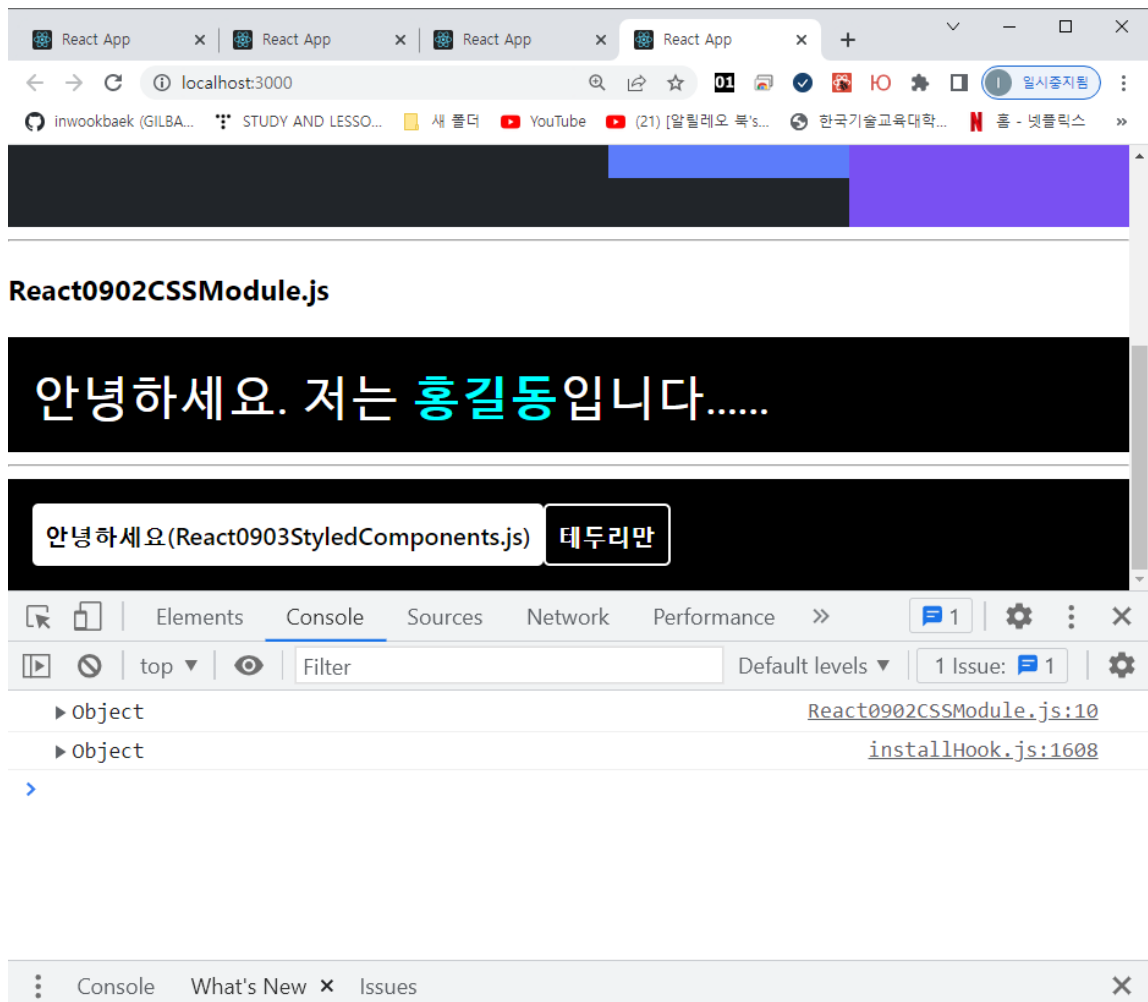 React App React App React App React App
localhost:3000 01 Ю I 일시중지됨
inwookbaek (GILBA... STUDY AND LESSO... 새 폴더 YouTube (21) [알릴레오 북's... 한국기술교육대학... 홈 - 넷플릭스 »
React0902CSSModule.js
안녕하세요. 저는 홍길동입니다......
안녕하세요(React0903StyledComponents.js) 테두리만
Elements Console Sources Network Performance » 1
top ▼ Filter Default levels ▼ 1 Issue: 1
▶Object React0902CSSModule.js:10
▶Object installHook.js:1608
>
Console What's New × Issues